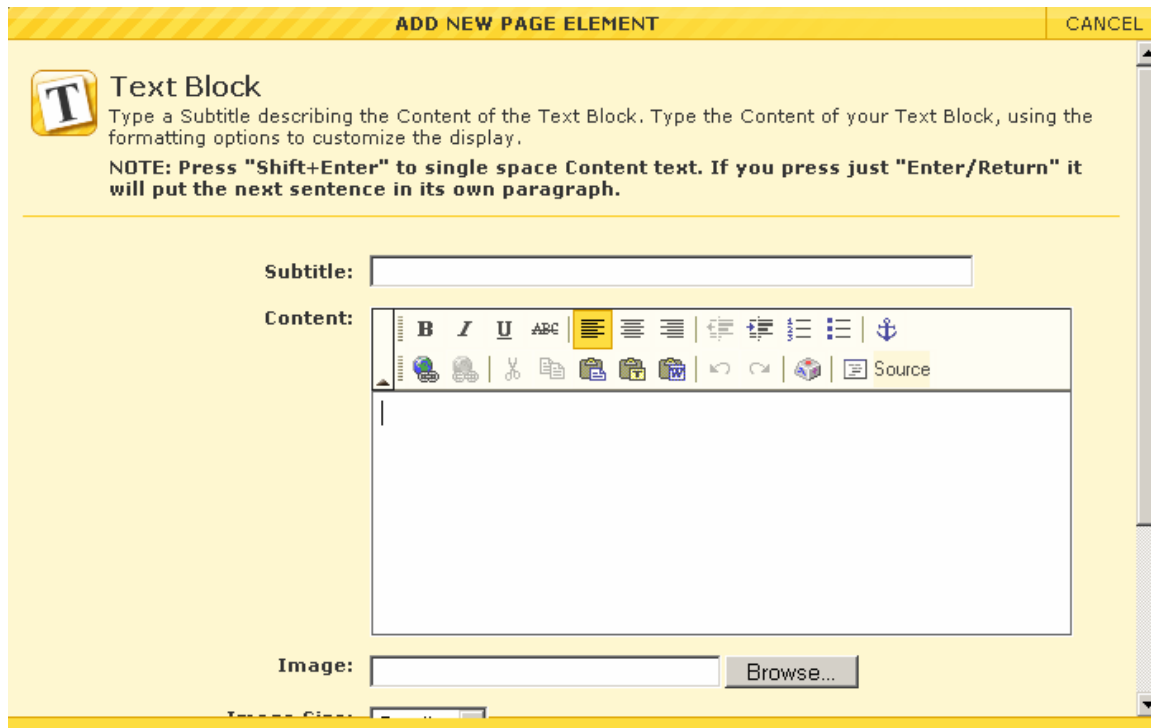 ADD NEW PAGE ELEMENT CANCEL
T Text Block
Type a Subtitle describing the Content of the Text Block. Type the Content of your Text Block, using the
formatting options to customize the display.
NOTE: Press "Shift+Enter" to single space Content text. If you press just "Enter/Return" it
will put the next sentence in its own paragraph.
Subtitle:
Content:
B I U ABC
Source
Image: Browse...
Image Size: